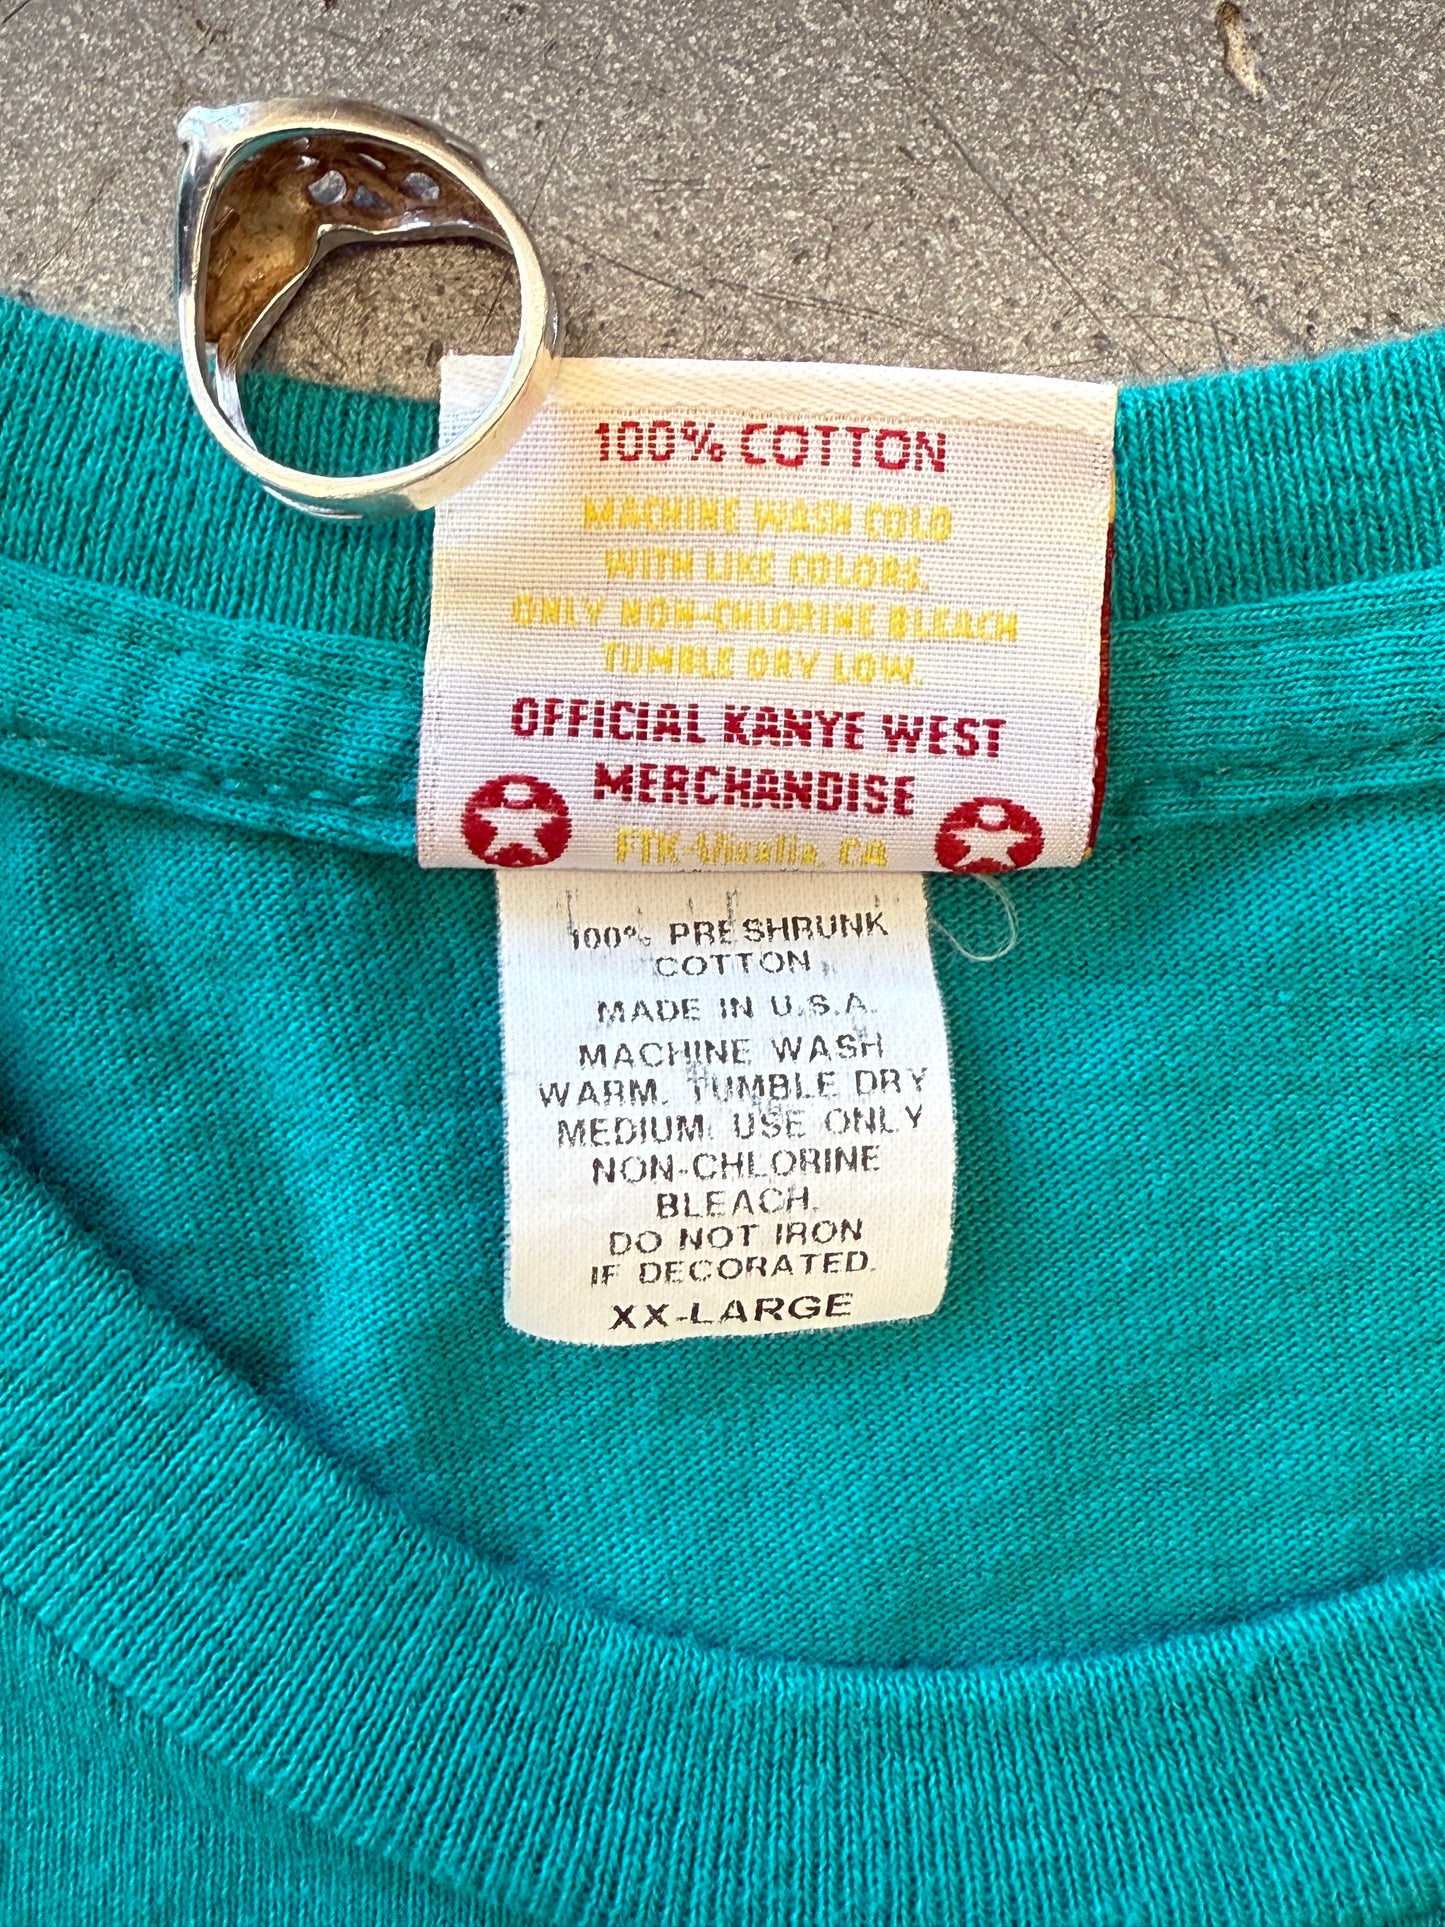 100% COTTON
MACHINE WASH COLD
WITH LIKE COLORS.
ONLY NON-CHLORINE BLEACH
TUMBLE DRY LOW.
OFFICIAL KANYE WEST
MERCHANDISE
FTK-Visalia, CA
100% PRESHRUNK
COTTON
MADE IN U.S.A.
MACHINE WASH
WARM. TUMBLE DRY
MEDIUM. USE ONLY
NON-CHLORINE
BLEACH.
DO NOT IRON
IF DECORATED.
XX-LARGE